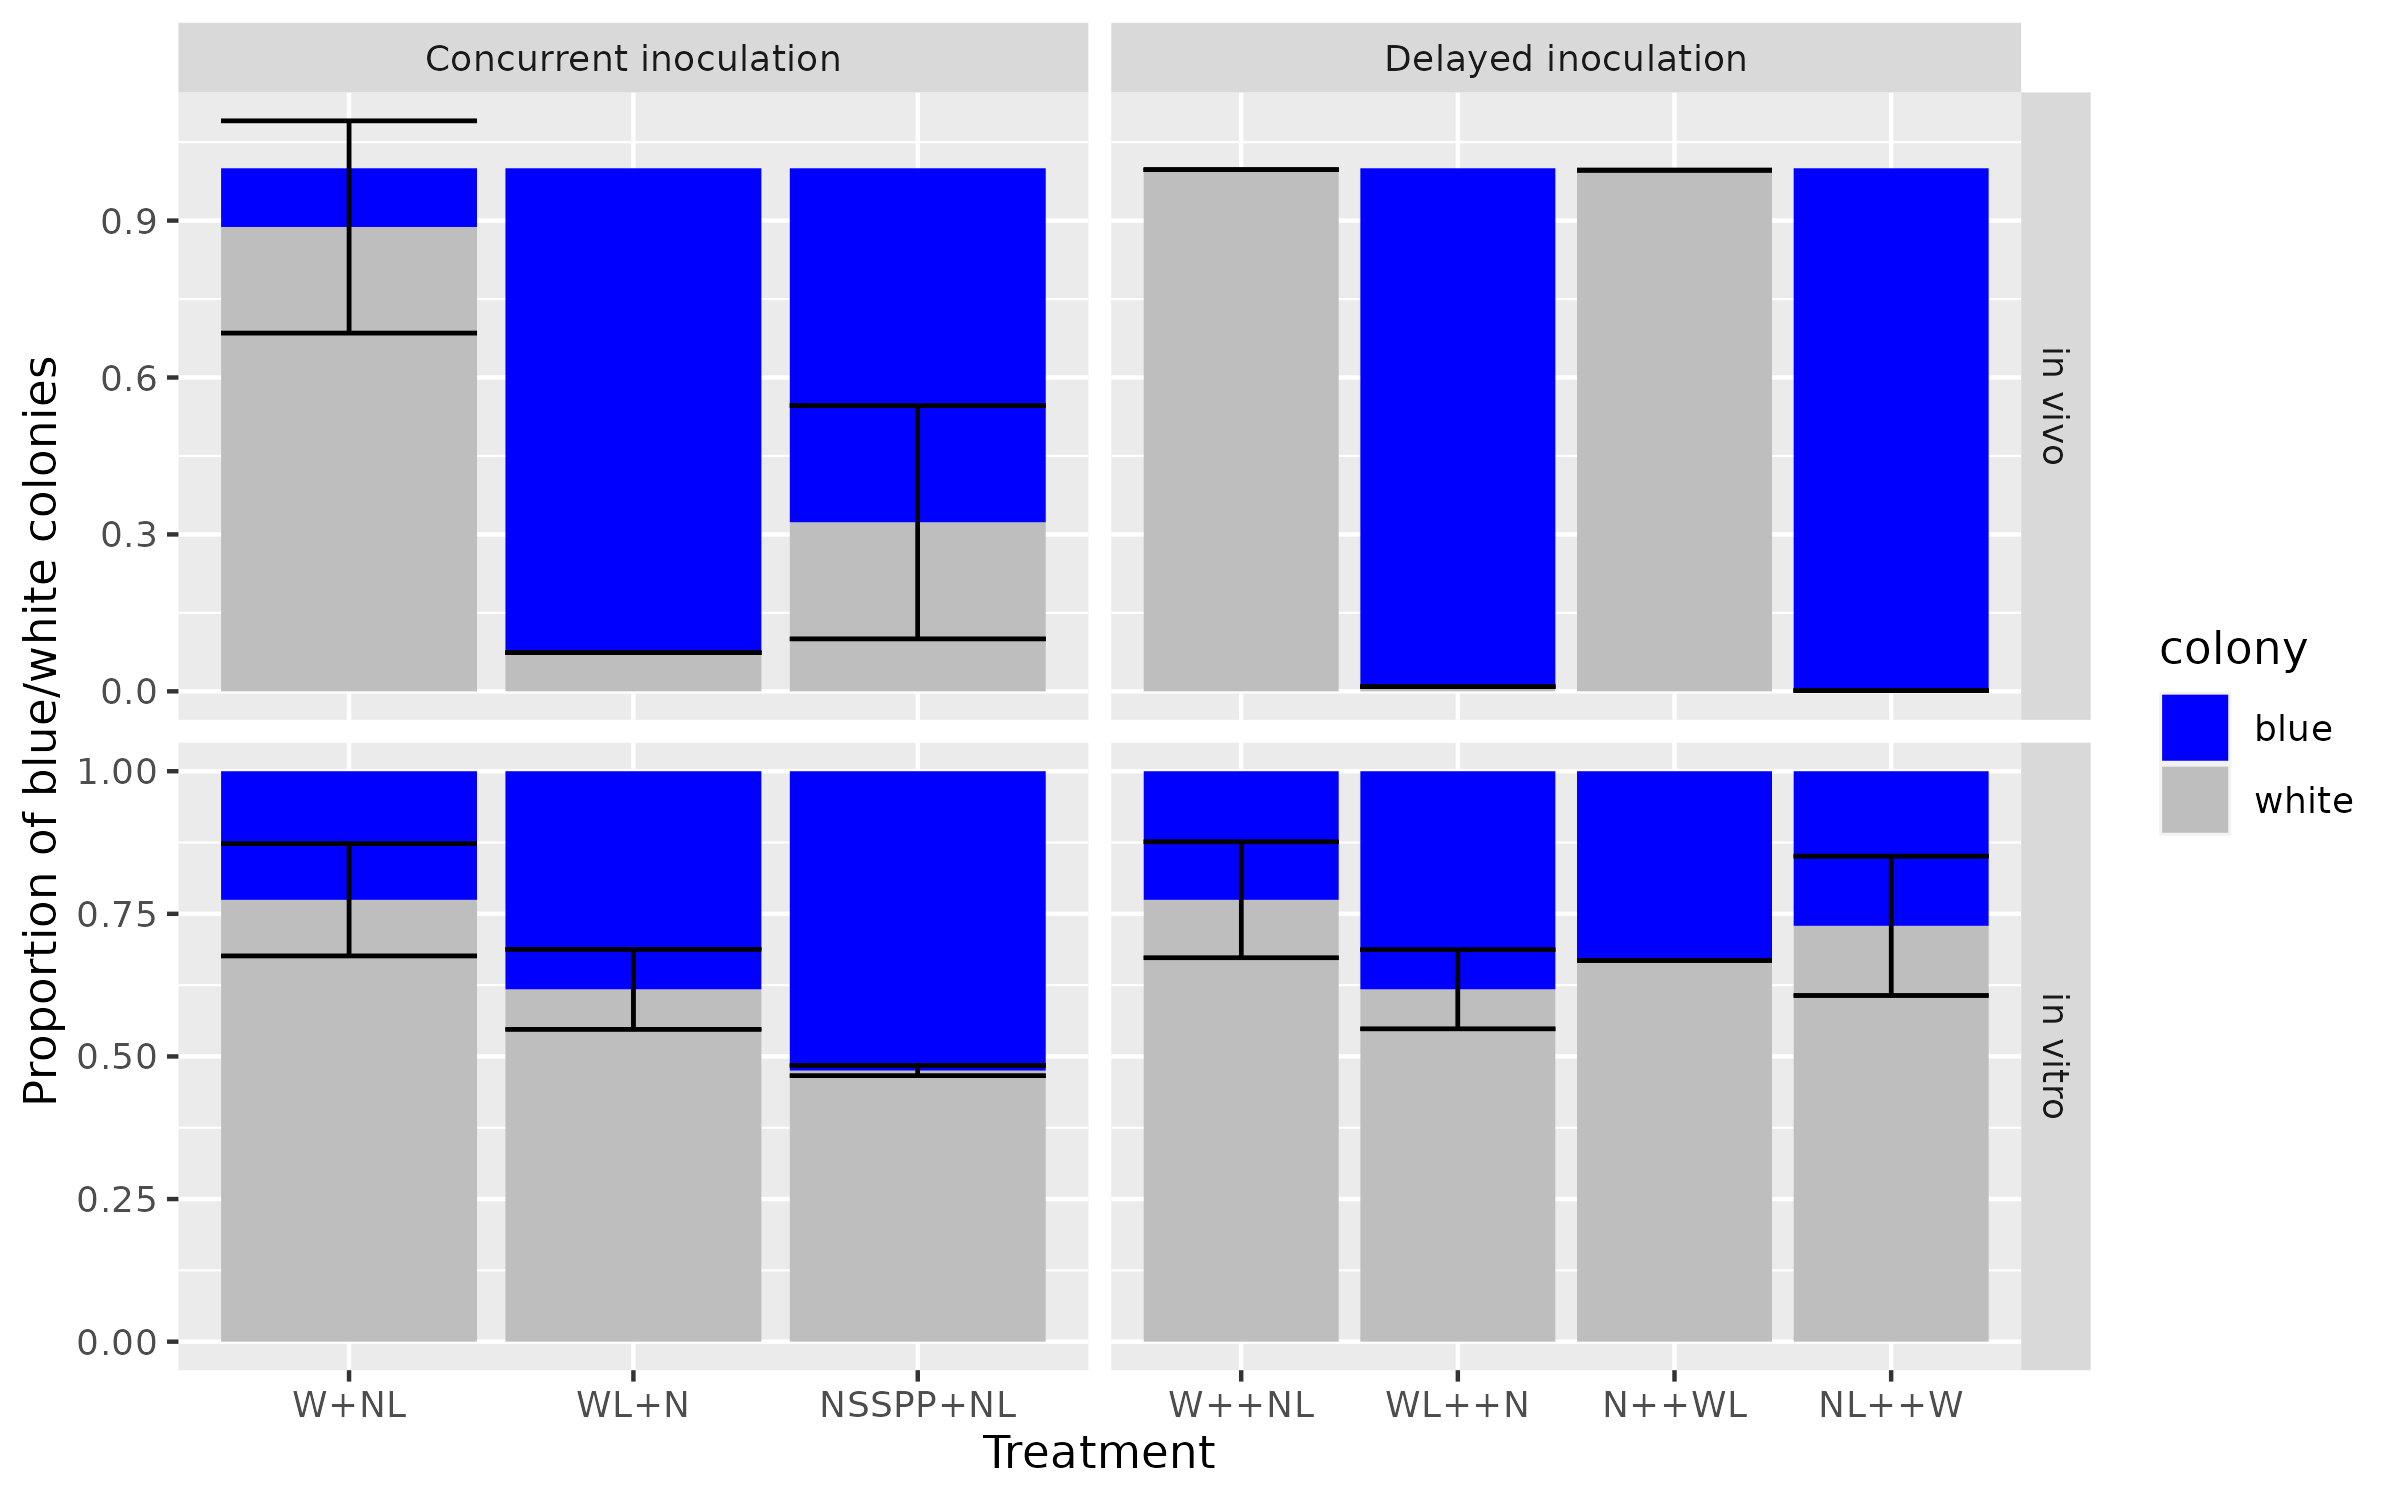 Concurrent inoculation
Delayed inoculation
0.9
0.6
0.3
0.0
in vivo
1.00
0.75
0.50
0.25
0.00
in vitro
Proportion of blue/white colonies
W+NL
WL+N
NSSPP+NL
W++NL
WL++N
N++WL
NL++W
Treatment
colony
blue
white